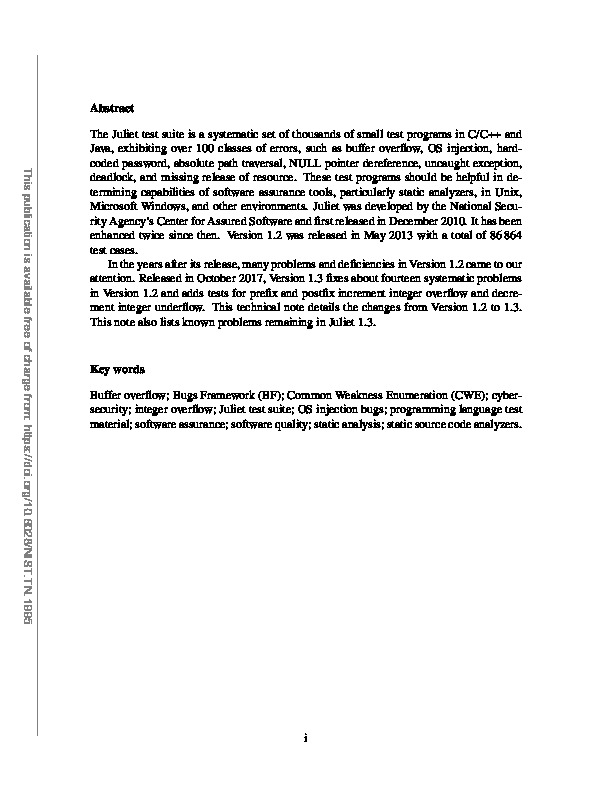 Abstract
The Juliet test suite is a systematic set of thousands of small test programs in C/C++ and
Java, exhibiting over 100 classes of errors, such as buffer overflow, OS injection, hard-
coded password, absolute path traversal, NULL pointer dereference, uncaught exception,
deadlock, and missing release of resource. These test programs should be helpful in de-
termining capabilities of software assurance tools, particularly static analyzers, in Unix,
Microsoft Windows, and other environments. Juliet was developed by the National Secu-
rity Agency's Center for Assured Software and first released in December 2010. It has been
enhanced twice since then. Version 1.2 was released in May 2013 with a total of 86 864
test cases.
In the years after its release, many problems and deficiencies in Version 1.2 came to our
attention. Released in October 2017, Version 1.3 fixes about fourteen systematic problems
in Version 1.2 and adds tests for prefix and postfix increment integer overflow and decre-
ment integer underflow. This technical note details the changes from Version 1.2 to 1.3.
This note also lists known problems remaining in Juliet 1.3.
Key words
Buffer overflow; Bugs Framework (BF); Common Weakness Enumeration (CWE); cyber-
security; integer overflow; Juliet test suite; OS injection bugs; programming language test
material; software assurance; software quality; static analysis; static source code analyzers.
i
This publication is available free of charge from: https://doi.org/10.6028/NIST.TN.1995